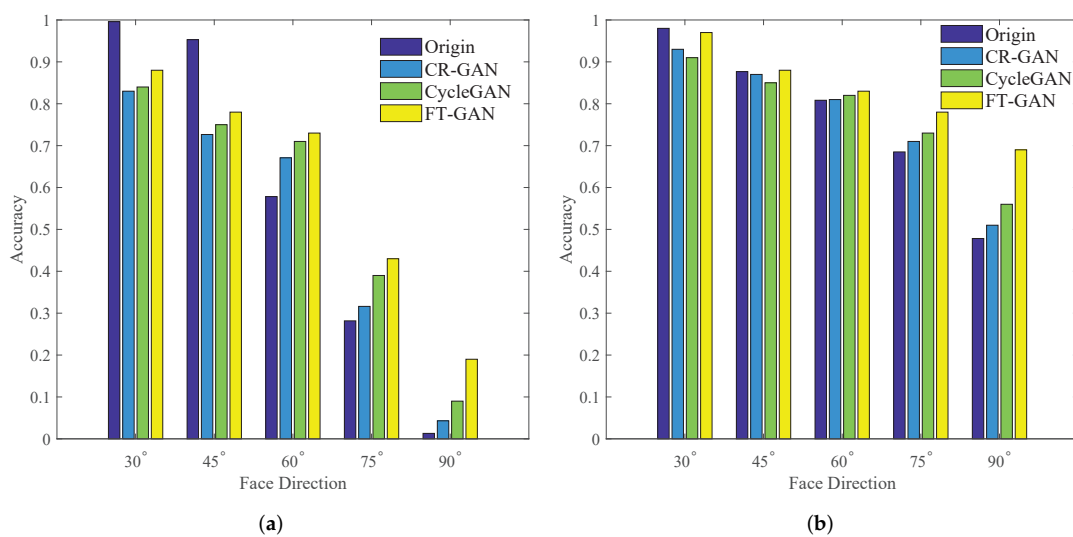 1
0.9
0.8
0.7
0.6
0.5
0.4
0.3
0.2
0.1
0
Accuracy
Origin
CR-GAN
CycleGAN
FT-GAN
30° 45° 60° 75° 90°
Face Direction
(a)
1
0.9
0.8
0.7
0.6
0.5
0.4
0.3
0.2
0.1
0
Accuracy
Origin
CR-GAN
CycleGAN
FT-GAN
30° 45° 60° 75° 90°
Face Direction
(b)